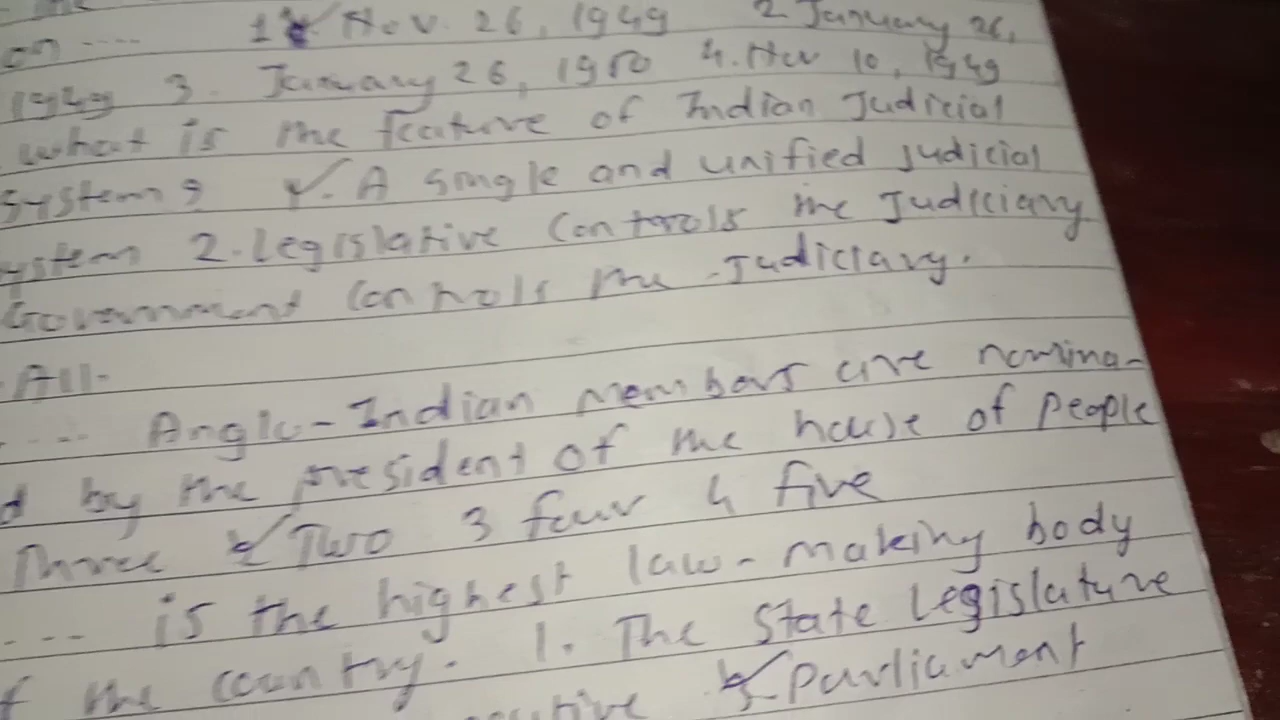 on .... 1. Nov. 26, 1949 2 January 26,
1949 3. January 26, 1950 4. Nov 10, 1949
what is the feature of Indian Judicial
system? 1. A single and unified judicial
system 2. Legislative Controls the Judiciary
Government Controls the Judiciary.
All.
.... Anglo-Indian members are nomina-
d by the president of the house of people
Three 2 Two 3 four 4 five
.... is the highest law-making body
f the country. 1. The State Legislature
Parliament